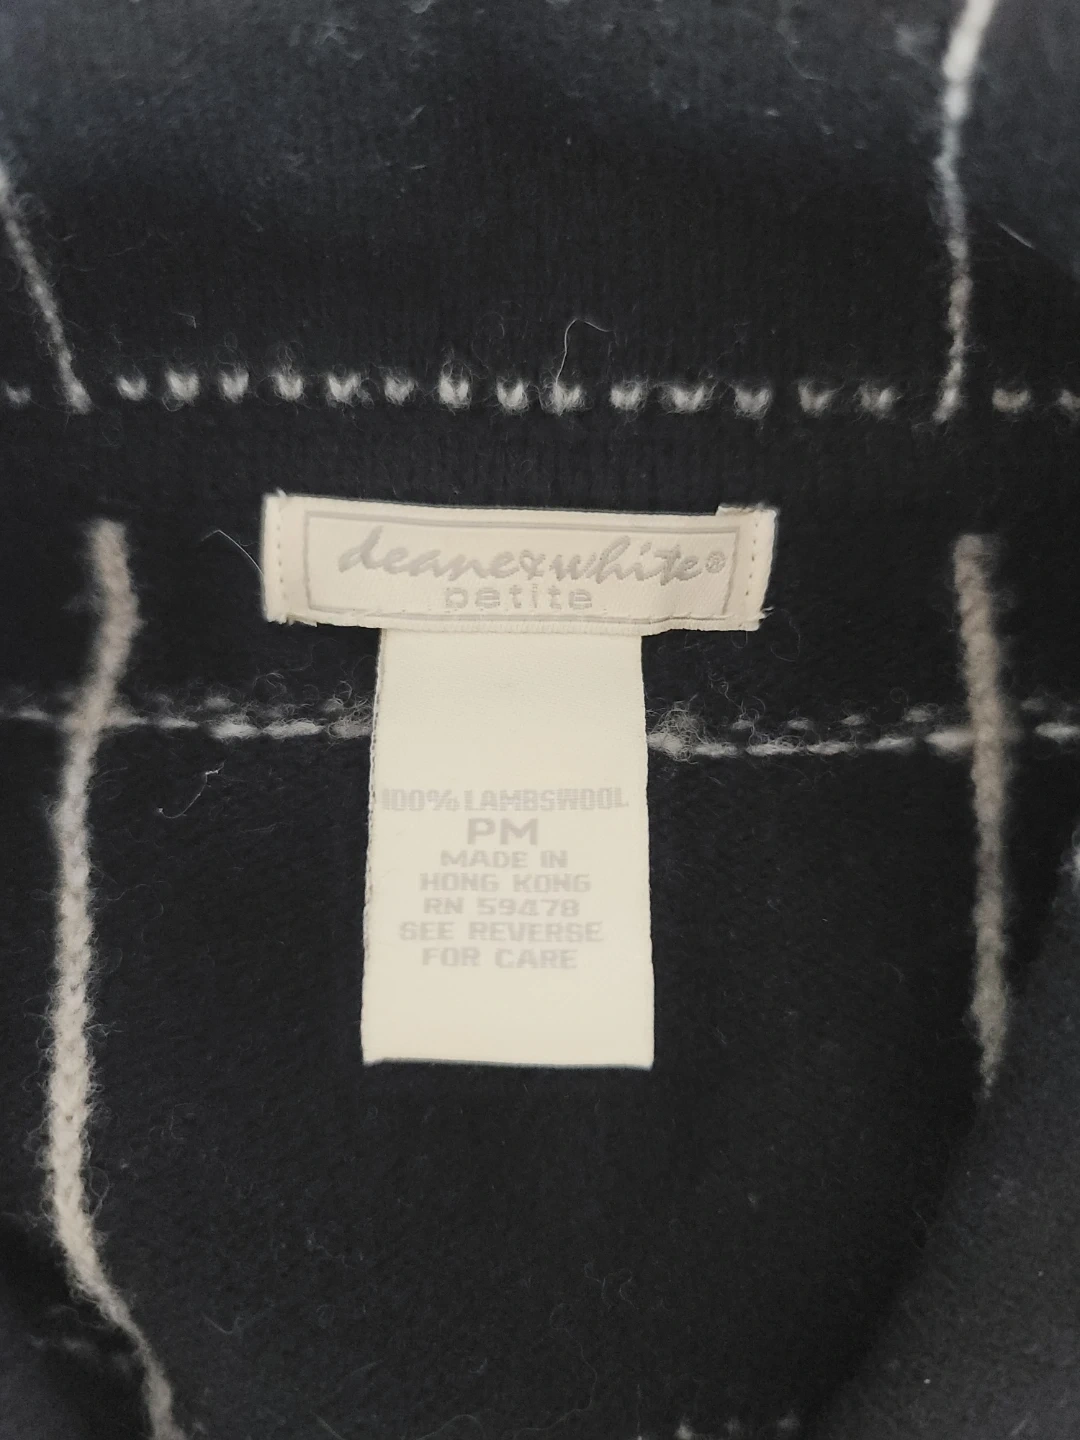 deane&white®
petite
100% LAMBSWOOL
PM
MADE IN
HONG KONG
RN 59478
SEE REVERSE
FOR CARE